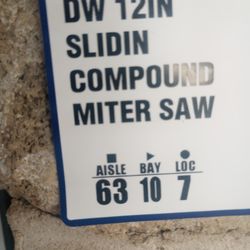 DW 12IN
SLIDIN
COMPOUND
MITER SAW
AISLE BAY LOC
63 10 7